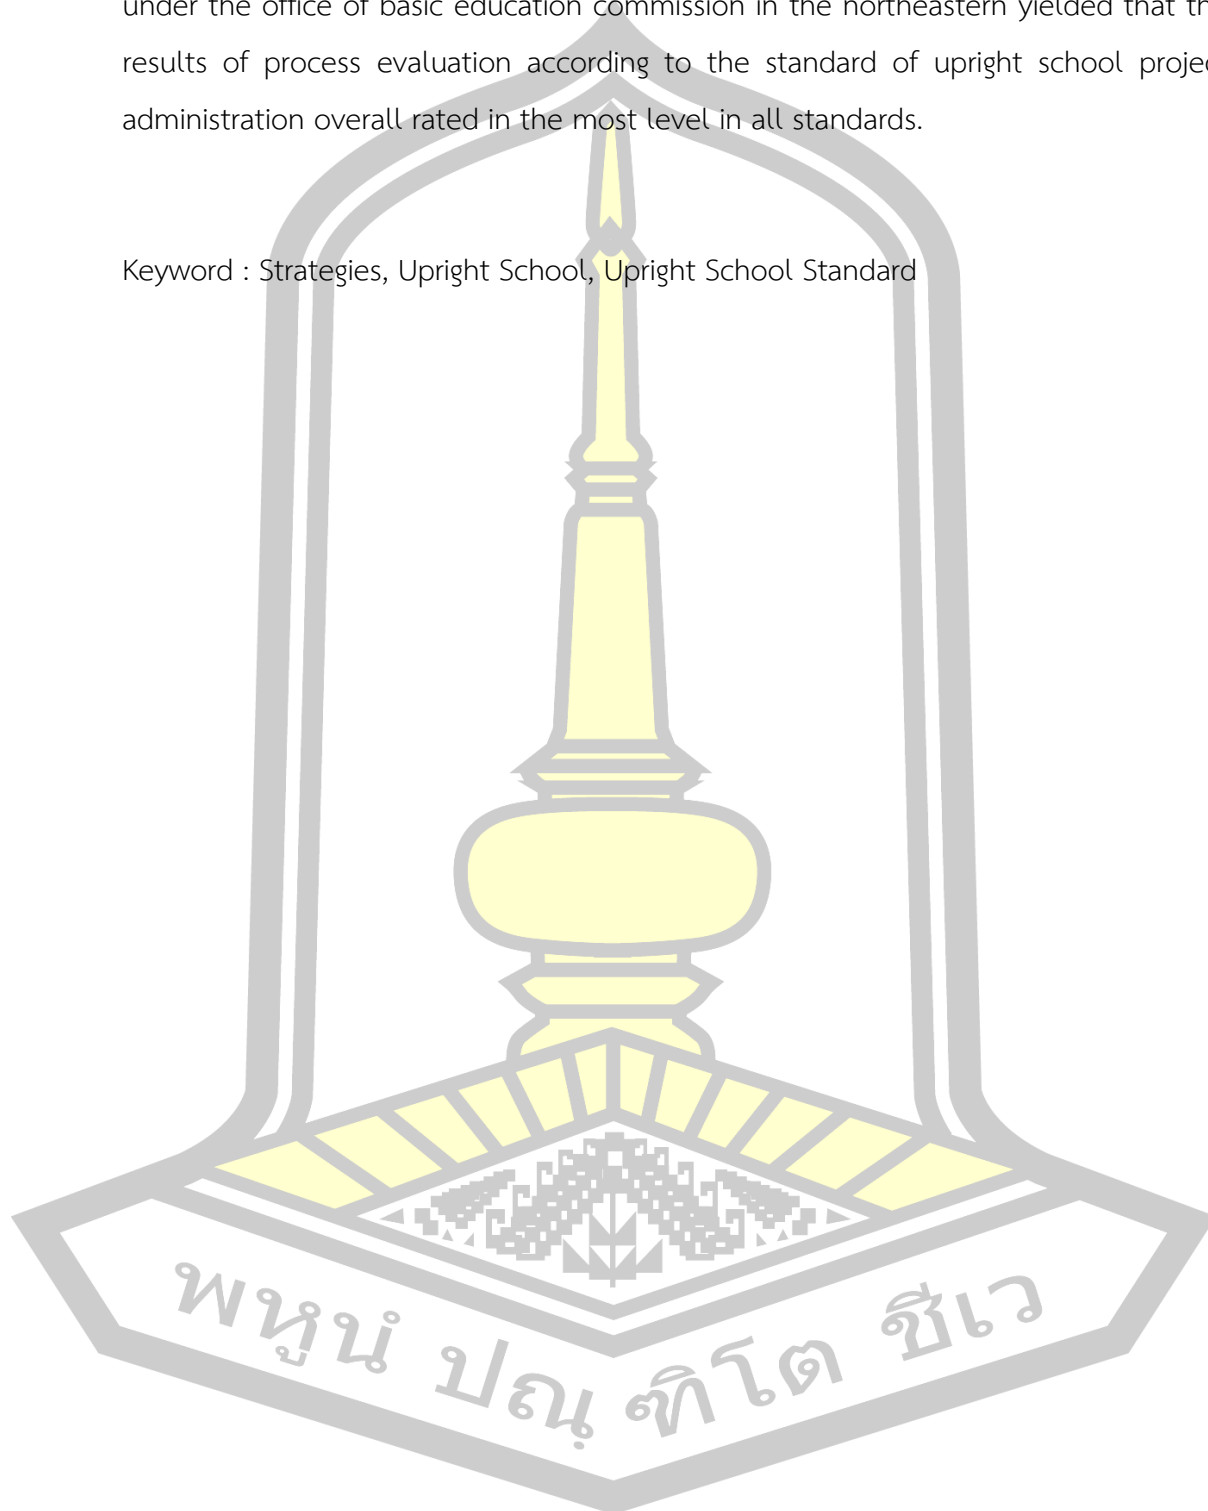 under the office of basic education commission in the northeastern yielded that th
results of process evaluation according to the standard of upright school projec
administration overall rated in the most level in all standards.
Keyword : Strategies, Upright School, Upright School Standard
พหูนํ ปณฺฑิโต ชีเว